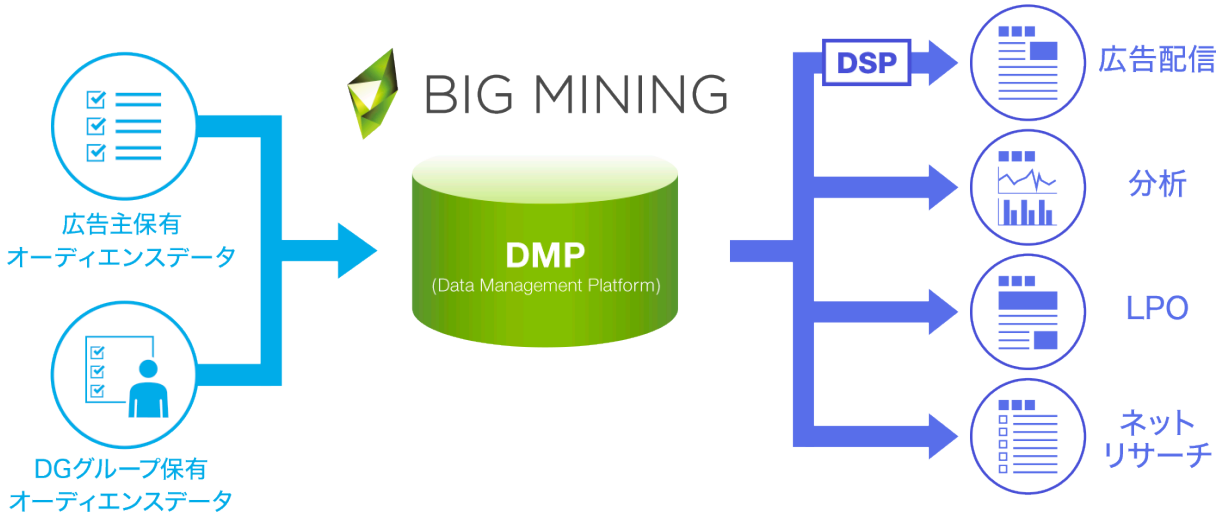 広告主保有
オーディエンスデータ
DGグループ保有
オーディエンスデータ
BIG MINING
DMP
(Data Management Platform)
DSP
広告配信
分析
LPO
ネット
リサーチ